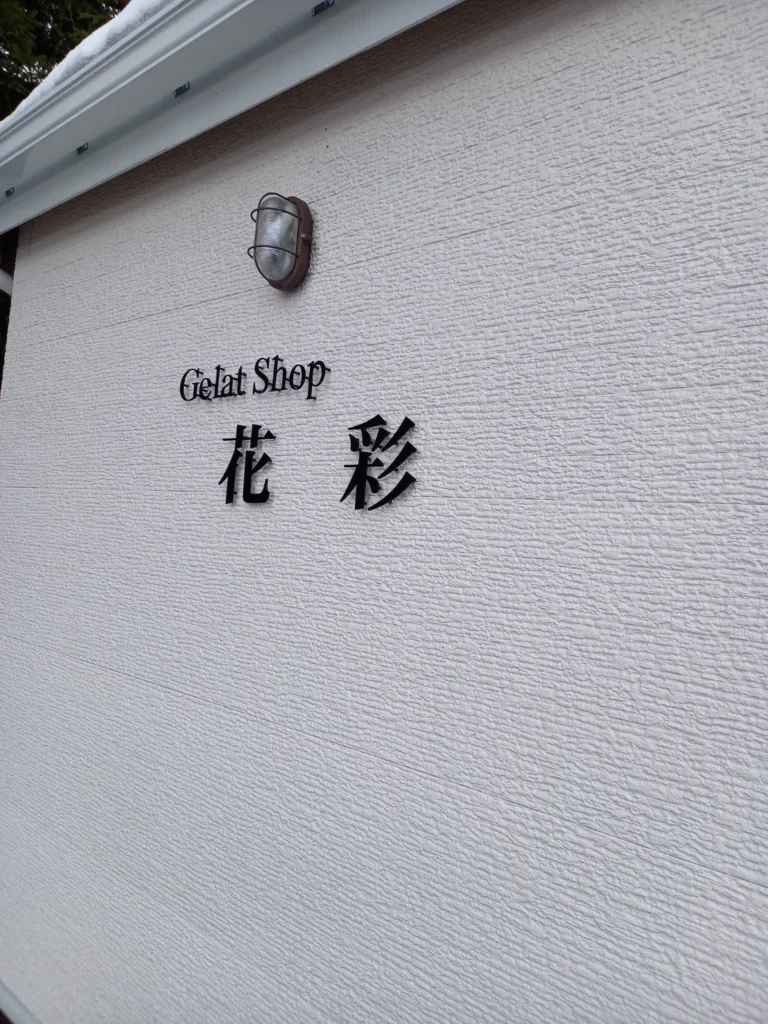 Gelat Shop
花 彩